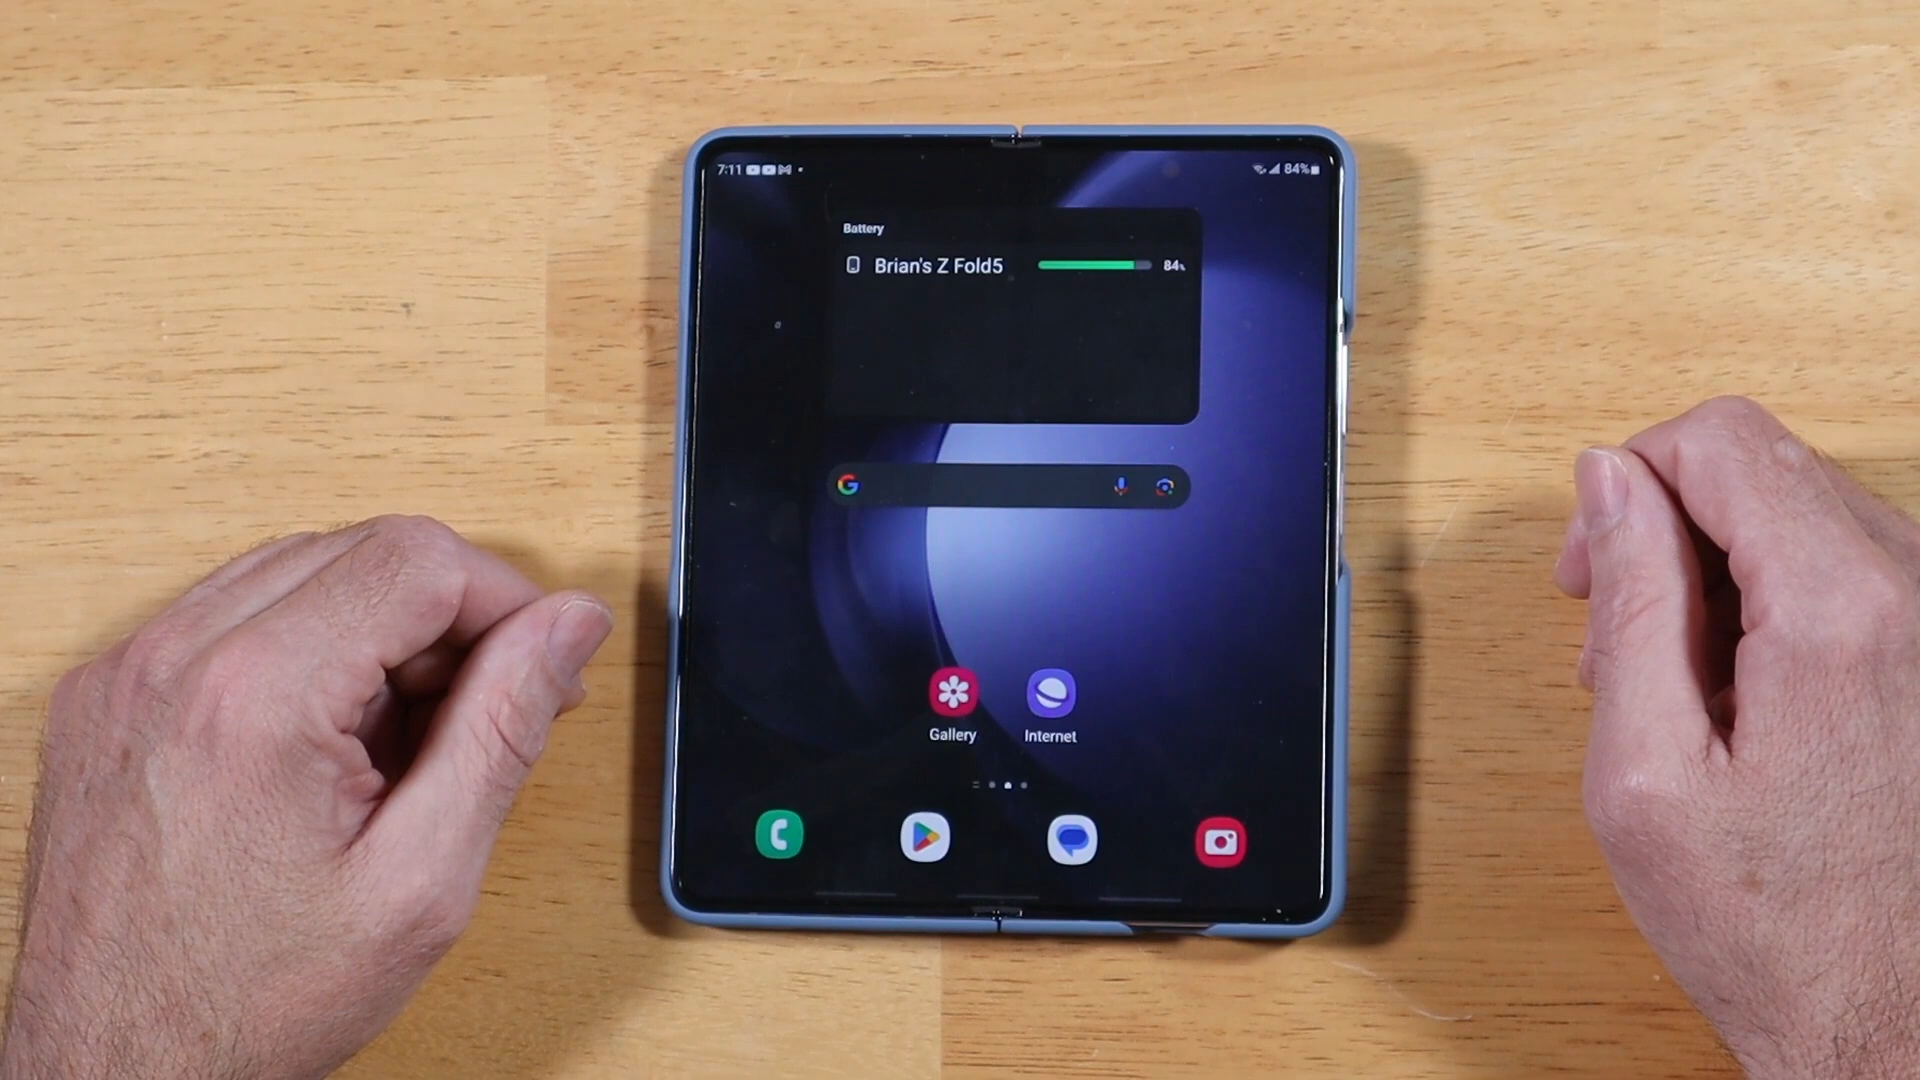 7:11
84%
Battery
Brian's Z Fold5
84%
Gallery
Internet